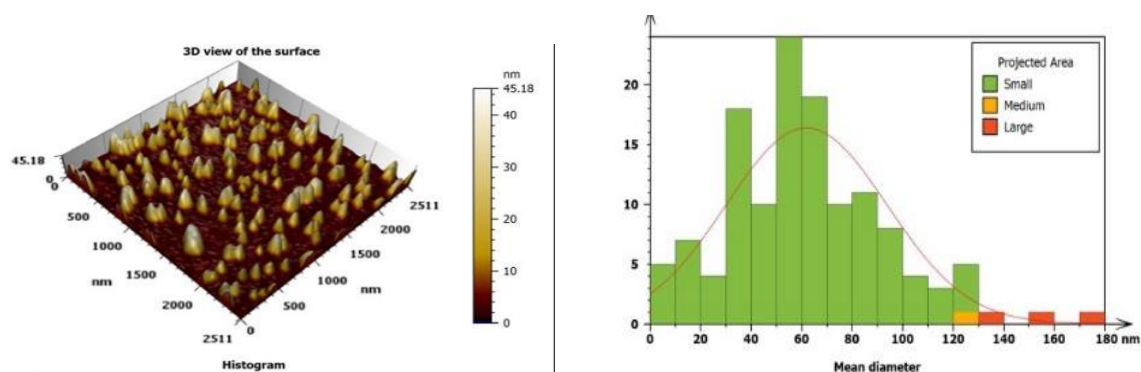 3D view of the surface
nm
45.18
40
30
20
10
0
45.18
0
0
500
1000
1500
2000
2511
nm
2511
2000
1500
1000
500
0
nm
Histogram
Projected Area
Small
Medium
Large
20
15
10
5
0
0 20 40 60 80 100 120 140 160 180 nm
Mean diameter